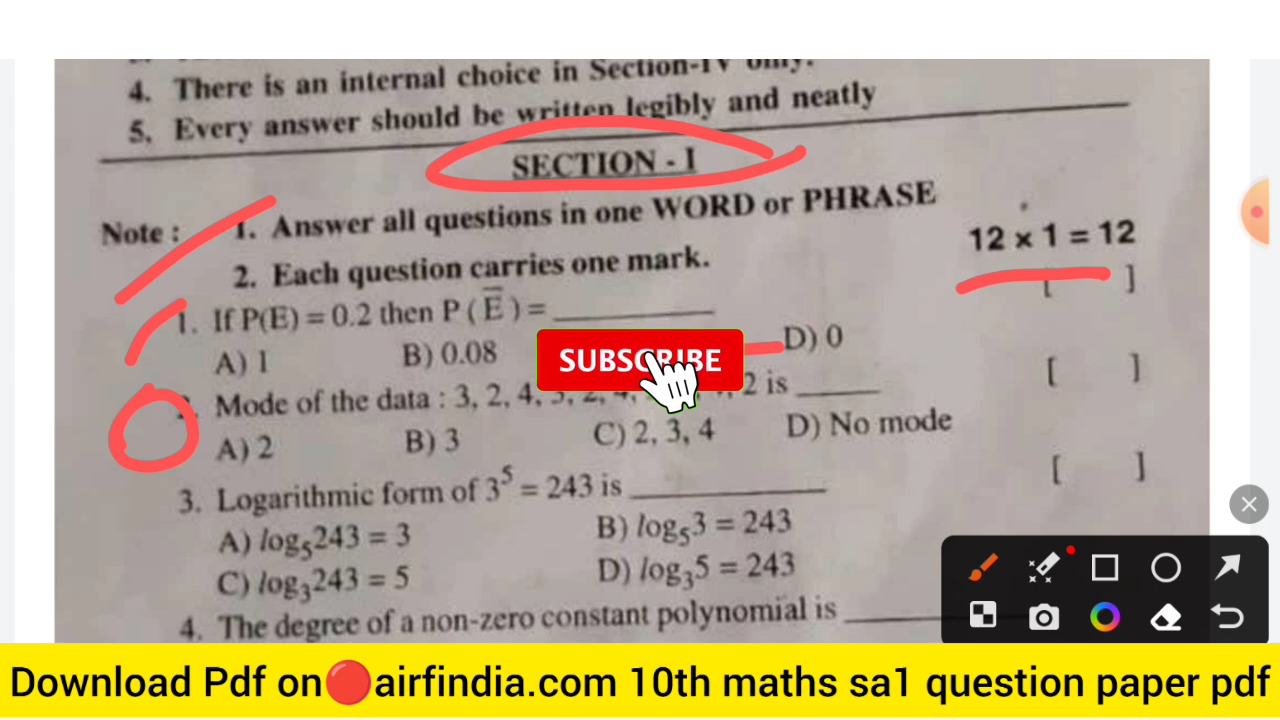 4. There is an internal choice in Section-IV only.
5. Every answer should be written legibly and neatly
SECTION - I
Note : 1. Answer all questions in one WORD or PHRASE
12 x 1 = 12
2. Each question carries one mark.
1. If P(E) = 0.2 then P ( E̅ ) = ________ [ ]
A) 1 B) 0.08 D) 0
SUBSCRIBE
Mode of the data : 3, 2, 4, 2 is ______ [ ]
A) 2 B) 3 C) 2, 3, 4 D) No mode
3. Logarithmic form of 3⁵ = 243 is ________ [ ]
A) log₅243 = 3 B) log₅3 = 243
C) log₃243 = 5 D) log₃5 = 243
4. The degree of a non-zero constant polynomial is ________
Download Pdf on🔴airfindia.com 10th maths sa1 question paper pdf